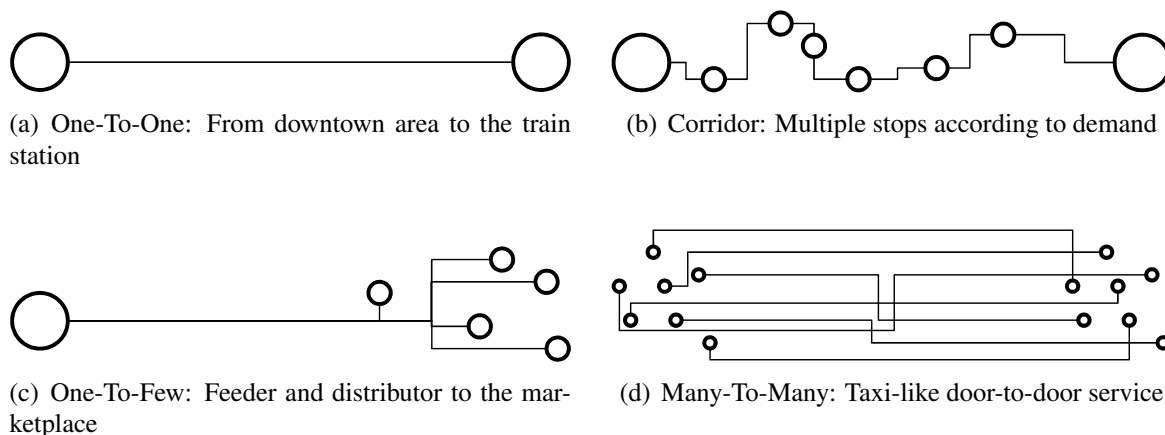 (a) One-To-One: From downtown area to the train
station
(b) Corridor: Multiple stops according to demand
(c) One-To-Few: Feeder and distributor to the mar-
ketplace
(d) Many-To-Many: Taxi-like door-to-door service